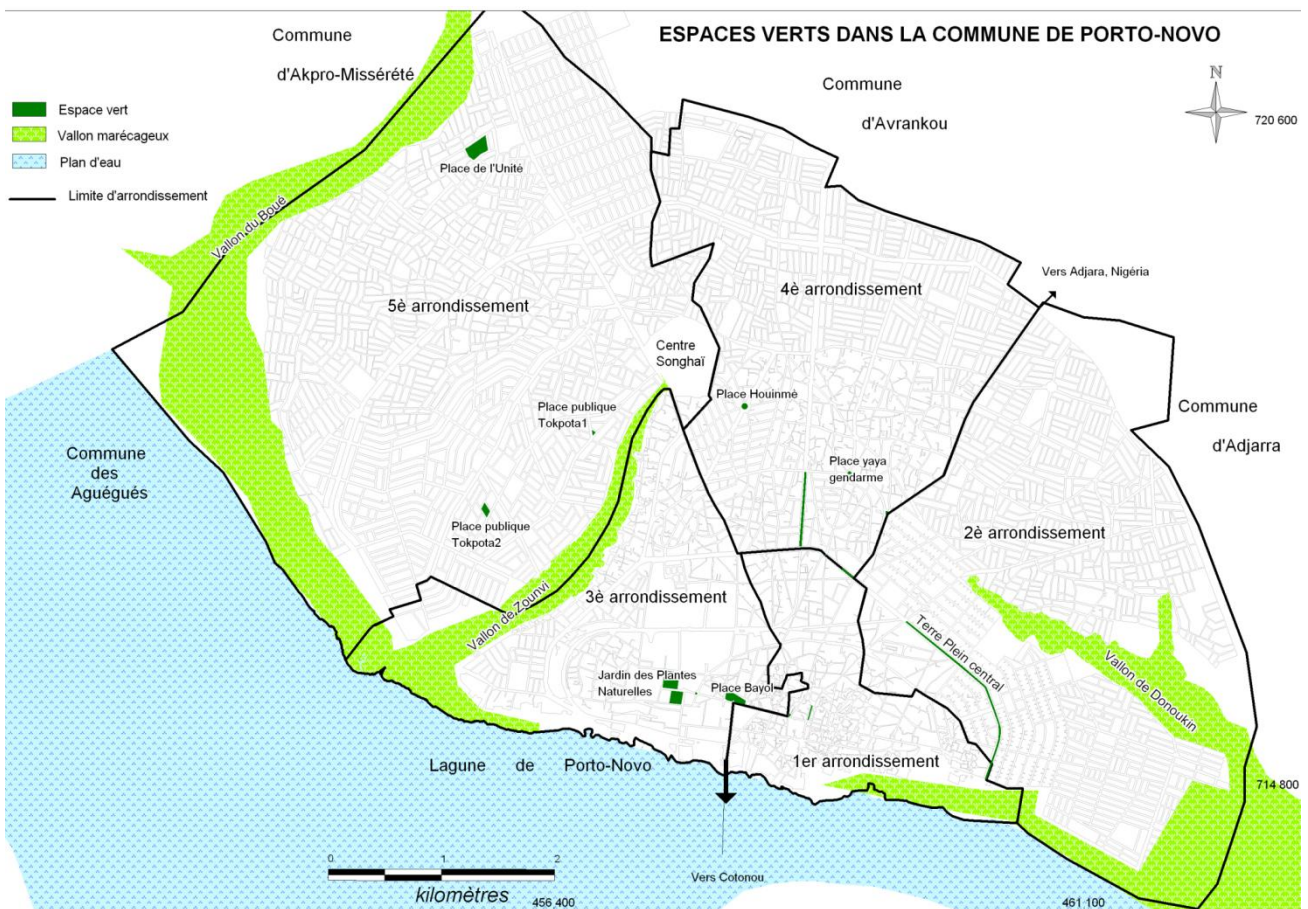 ESPACES VERTS DANS LA COMMUNE DE PORTO-NOVO
Commune
d'Akpro-Missérété
Commune
d'Avrankou
N
720 600
Espace vert
Vallon marécageux
Plan d'eau
Limite d'arrondissement
Place de l'Unité
Vallon du Boué
Vers Adjara, Nigéria
4è arrondissement
5è arrondissement
Centre
Songhaï
Place Houinmè
Place publique
Tokpota1
Commune
d'Adjarra
Commune
des
Aguégués
Place yaya
gendarme
Place publique
Tokpota2
2è arrondissement
3è arrondissement
Vallon de Zounvi
Terre Plein central
Vallon de Donoukin
Jardin des Plantes
Naturelles
Place Bayol
1er arrondissement
Lagune de Porto-Novo
714 800
0 1 2
kilomètres
Vers Cotonou
456 400
461 100